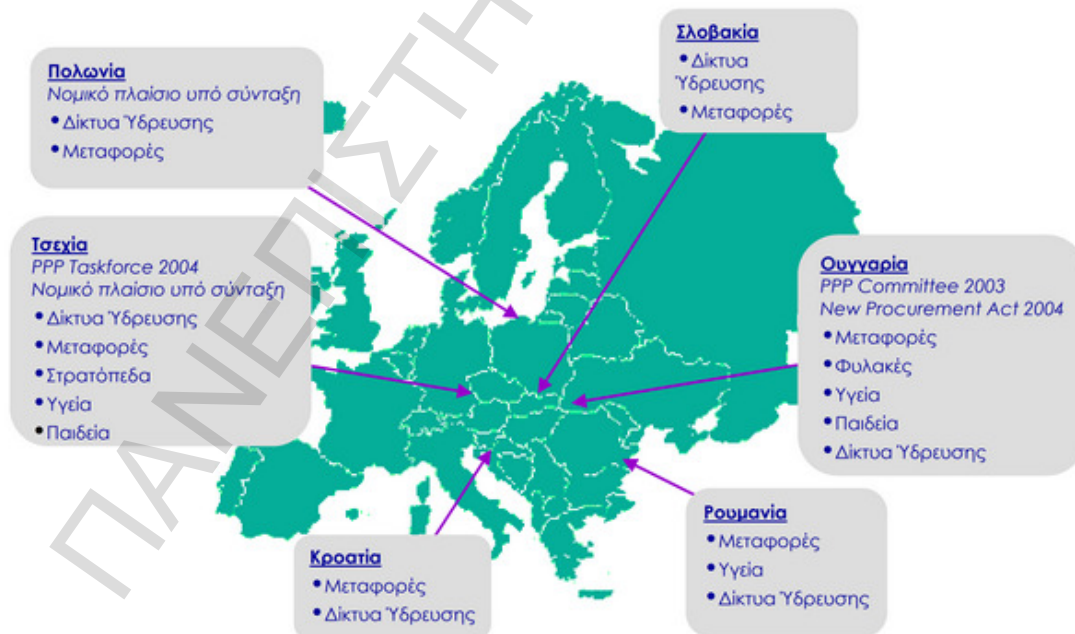 Σλοβακία
• Δίκτυα
Ύδρευσης
• Μεταφορές
Πολωνία
Νομικό πλαίσιο υπό σύνταξη
• Δίκτυα Ύδρευσης
• Μεταφορές
Τσεχία
PPP Taskforce 2004
Νομικό πλαίσιο υπό σύνταξη
• Δίκτυα Ύδρευσης
• Μεταφορές
• Στρατόπεδα
• Υγεία
• Παιδεία
Ουγγαρία
PPP Committee 2003
New Procurement Act 2004
• Μεταφορές
• Φυλακές
• Υγεία
• Παιδεία
• Δίκτυα Ύδρευσης
Κροατία
• Μεταφορές
• Δίκτυα Ύδρευσης
Ρουμανία
• Μεταφορές
• Υγεία
• Δίκτυα Ύδρευσης
ΠΑΝΕΠΙΣΤΗ